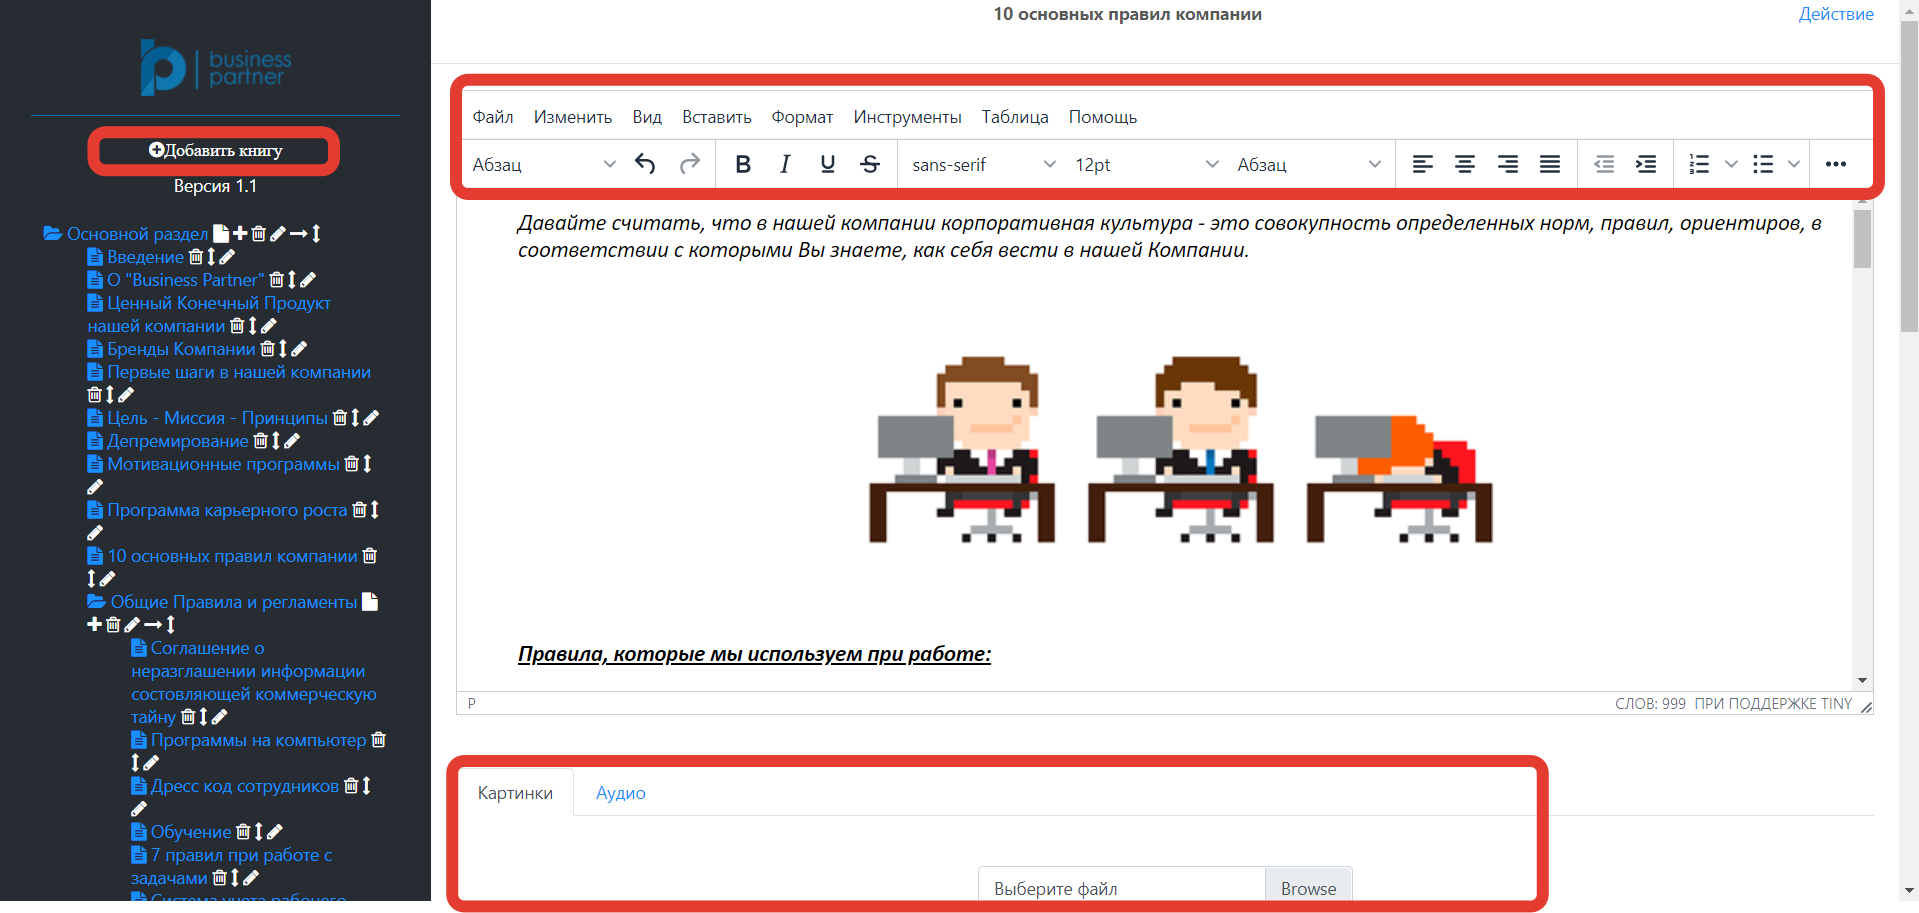 business
partner
Добавить книгу
Версия 1.1
Основной раздел
Введение
О "Business Partner"
Ценный Конечный Продукт
нашей компании
Бренды Компании
Первые шаги в нашей компании
Цель - Миссия - Принципы
Депремирование
Мотивационные программы
Программа карьерного роста
10 основных правил компании
Общие Правила и регламенты
Соглашение о
неразглашении информации
состовляющей коммерческую
тайну
Программы на компьютер
Дресс код сотрудников
Обучение
7 правил при работе с
задачами
Система учета рабочего
10 основных правил компании
Действие
Файл Изменить Вид Вставить Формат Инструменты Таблица Помощь
Абзац B I U S sans-serif 12pt Абзац
Давайте считать, что в нашей компании корпоративная культура - это совокупность определенных норм, правил, ориентиров, в
соответствии с которыми Вы знаете, как себя вести в нашей Компании.
Правила, которые мы используем при работе:
P СЛОВ: 999 ПРИ ПОДДЕРЖКЕ TINY
Картинки Аудио
Выберите файл Browse